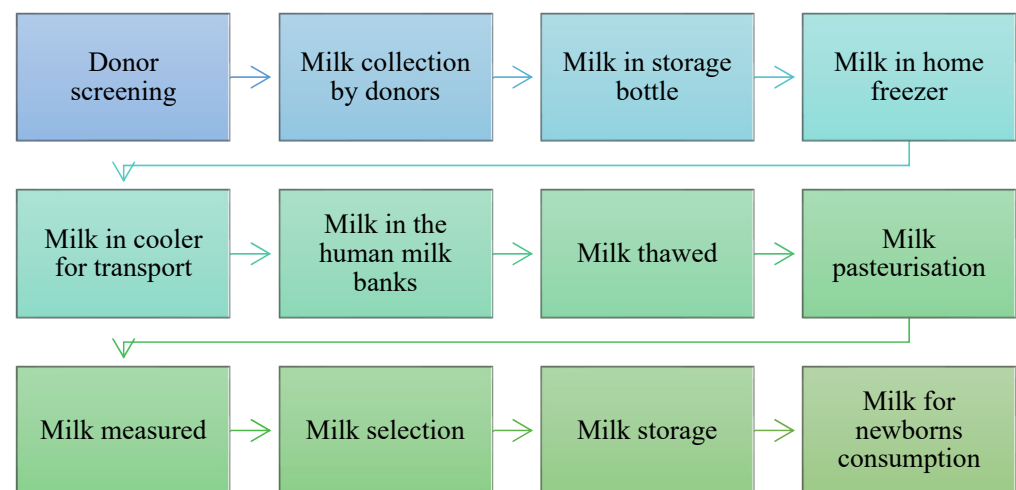 Donor
screening
Milk collection
by donors
Milk in storage
bottle
Milk in home
freezer
Milk in cooler
for transport
Milk in the
human milk
banks
Milk thawed
Milk
pasteurisation
Milk measured
Milk selection
Milk storage
Milk for
newborns
consumption